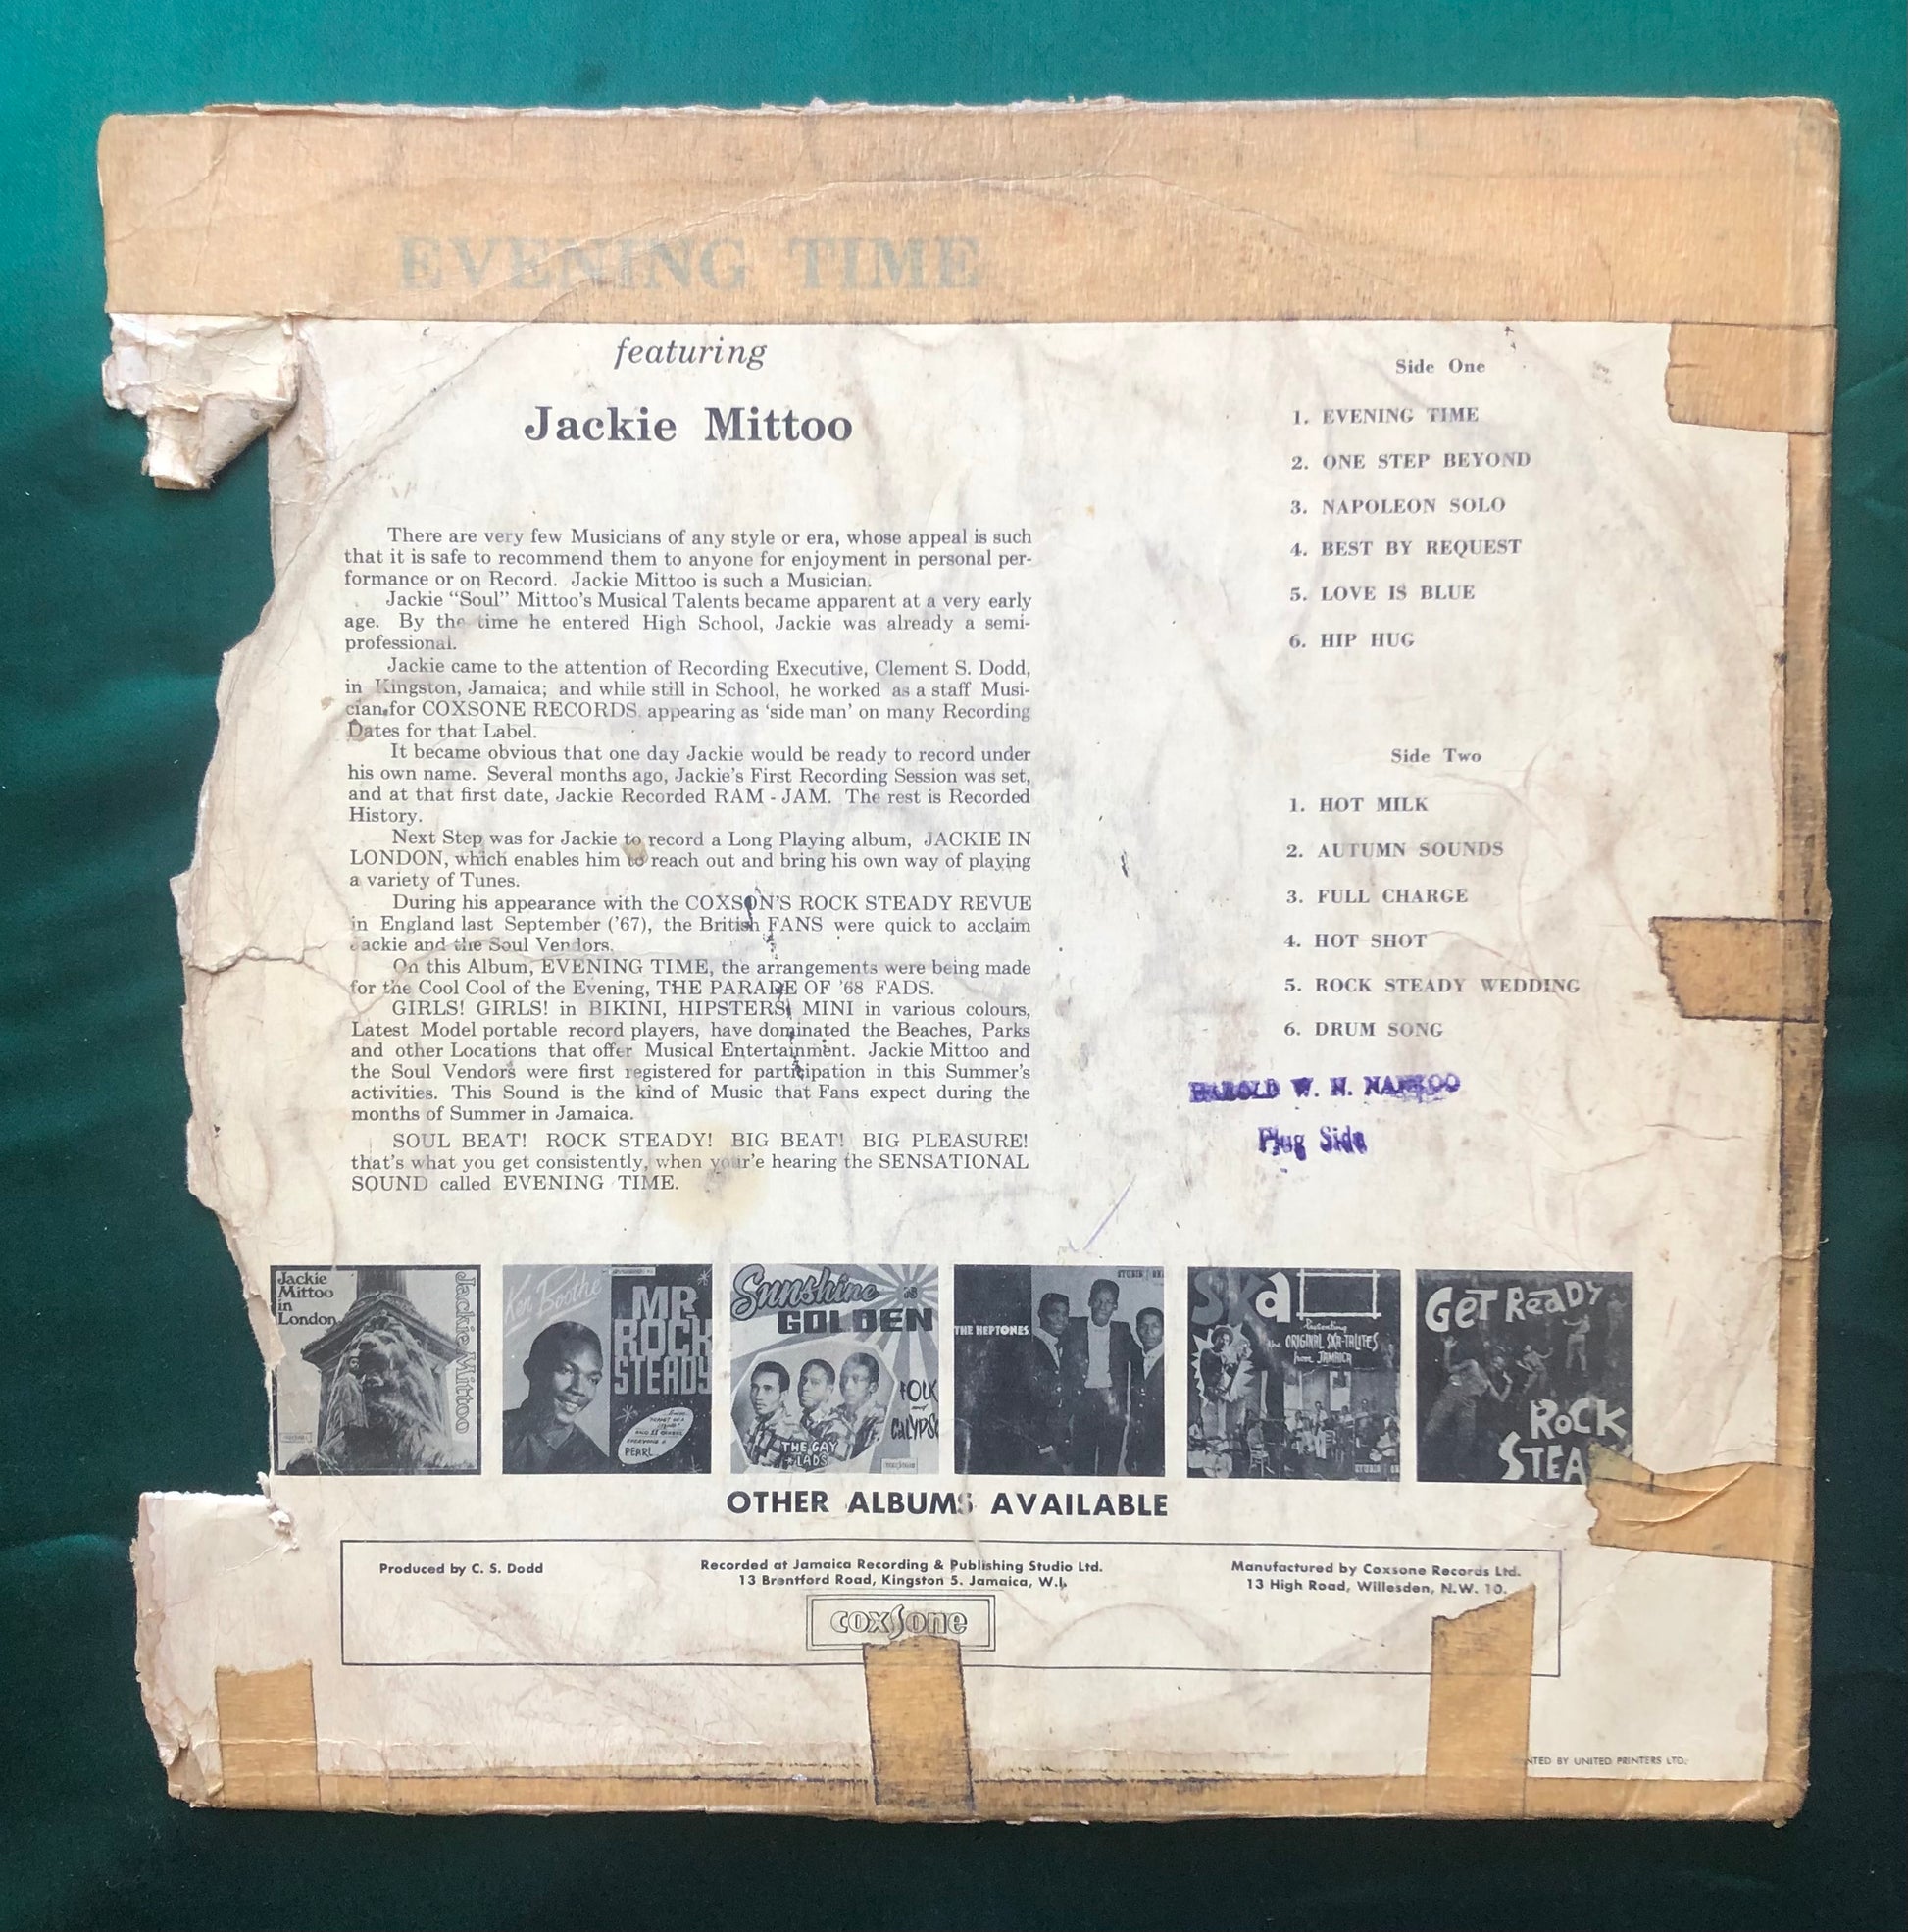 EVENING TIME
featuring
Jackie Mittoo
There are very few Musicians of any style or era, whose appeal is such
that it is safe to recommend them to anyone for enjoyment in personal per-
formance or on Record. Jackie Mittoo is such a Musician.
Jackie “Soul” Mittoo’s Musical Talents became apparent at a very early
age. By the time he entered High School, Jackie was already a semi-
professional.
Jackie came to the attention of Recording Executive, Clement S. Dodd,
in Kingston, Jamaica; and while still in School, he worked as a staff Musi-
cian for COXSONE RECORDS appearing as ‘side man’ on many Recording
Dates for that Label.
It became obvious that one day Jackie would be ready to record under
his own name. Several months ago, Jackie’s First Recording Session was set,
and at that first date, Jackie Recorded RAM - JAM. The rest is Recorded
History.
Next Step was for Jackie to record a Long Playing album, JACKIE IN
LONDON, which enables him to reach out and bring his own way of playing
a variety of Tunes.
During his appearance with the COXSON’S ROCK STEADY REVUE
in England last September (’67), the British FANS were quick to acclaim
Jackie and the Soul Vendors.
On this Album, EVENING TIME, the arrangements were being made
for the Cool Cool of the Evening, THE PARADE OF ’68 FADS.
GIRLS! GIRLS! in BIKINI, HIPSTERS, MINI in various colours,
Latest Model portable record players, have dominated the Beaches, Parks
and other Locations that offer Musical Entertainment. Jackie Mittoo and
the Soul Vendors were first registered for participation in this Summer’s
activities. This Sound is the kind of Music that Fans expect during the
months of Summer in Jamaica.
SOUL BEAT! ROCK STEADY! BIG BEAT! BIG PLEASURE!
that’s what you get consistently, when your’e hearing the SENSATIONAL
SOUND called EVENING TIME.
Side One
1. EVENING TIME
2. ONE STEP BEYOND
3. NAPOLEON SOLO
4. BEST BY REQUEST
5. LOVE IS BLUE
6. HIP HUG
Side Two
1. HOT MILK
2. AUTUMN SOUNDS
3. FULL CHARGE
4. HOT SHOT
5. ROCK STEADY WEDDING
6. DRUM SONG
HAROLD W. N.
Plug Side
Jackie
Mittoo
in
London
Jackie Mittoo
Ken Boothe
MR
ROCK
STEADY
PEARL
Sunshine
IS
GOLDEN
FOLK
and
CALYPSO
THE GAY
LADS
THE HEPTONES
STUDIO
Ska
Presenting
the ORIGINAL SKA-TALITES
from JAMAICA
STUDIO
GeT ReaDY
RoCK
STEA
OTHER ALBUMS AVAILABLE
Produced by C. S. Dodd
Recorded at Jamaica Recording & Publishing Studio Ltd.
13 Brentford Road, Kingston 5. Jamaica, W.I.
Manufactured by Coxsone Records Ltd.
13 High Road, Willesden, N.W. 10.
coxsone
NTED BY UNITED PRINTERS LTD.